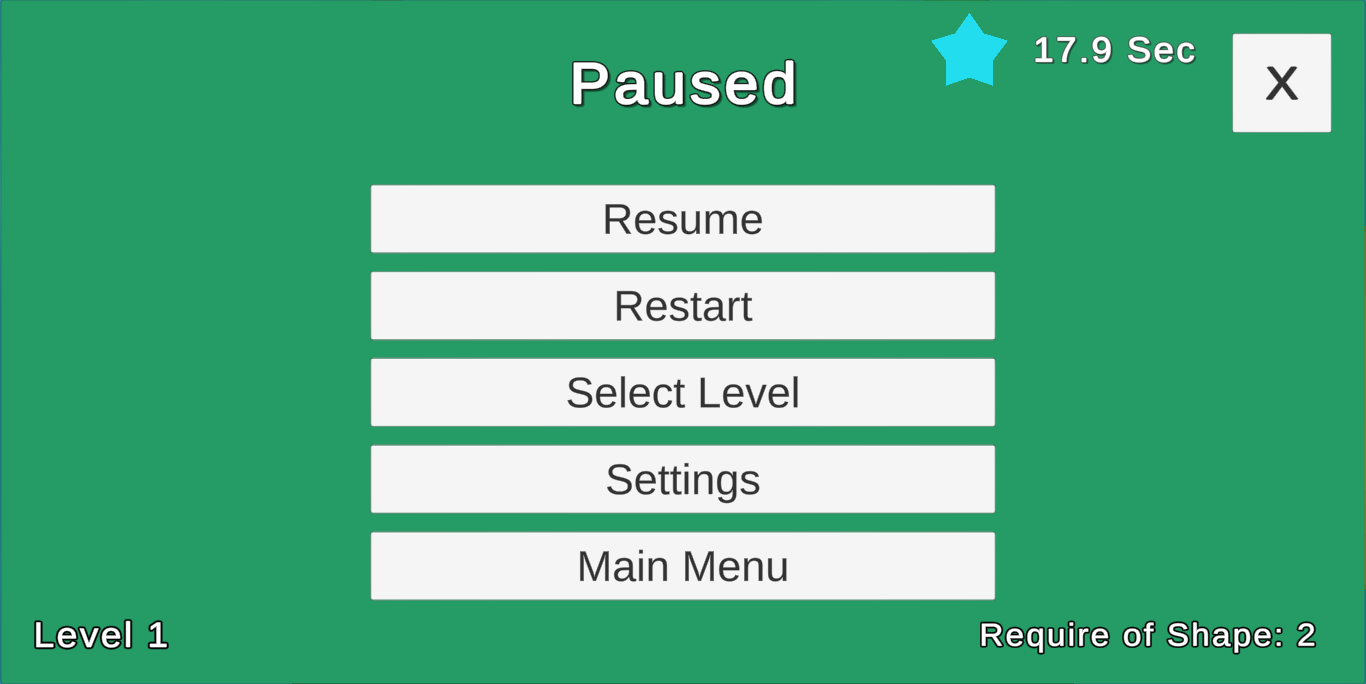 17.9 Sec
Paused
X
Resume
Restart
Select Level
Settings
Main Menu
Level 1
Require of Shape: 2